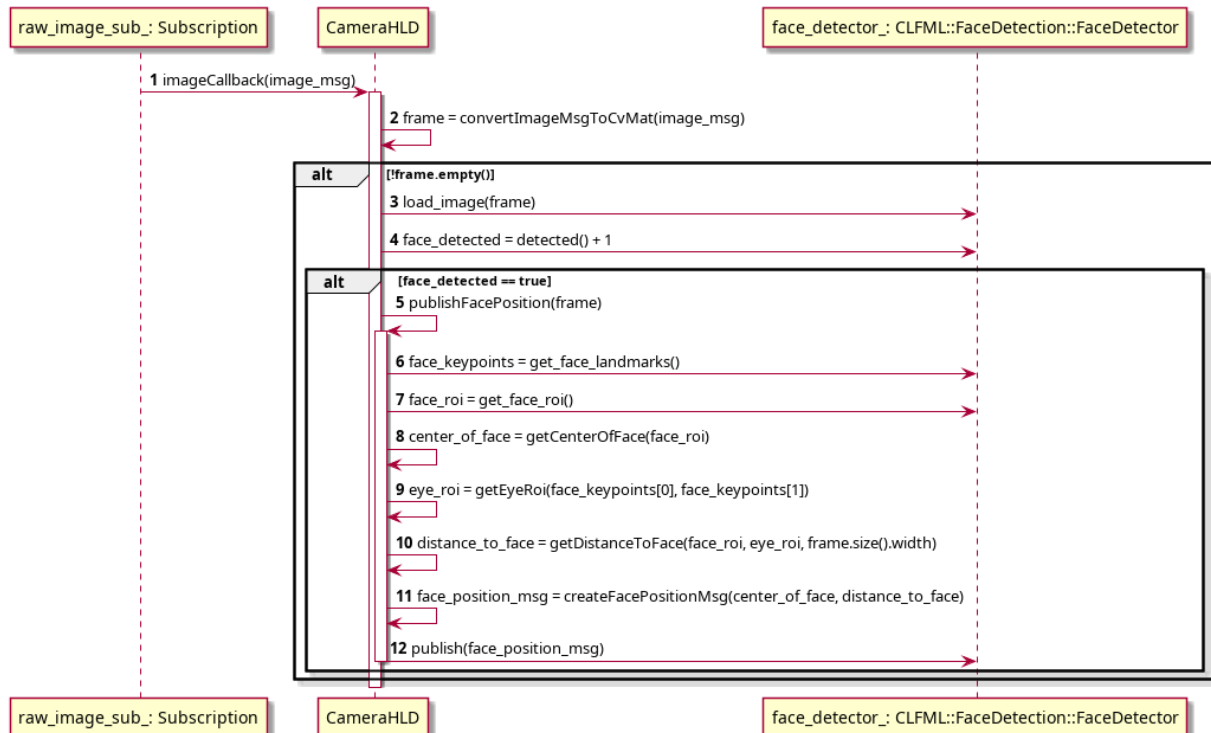 raw_image_sub_: Subscription
CameraHLD
face_detector_: CLFML::FaceDetection::FaceDetector
1 imageCallback(image_msg)
2 frame = convertImageMsgToCvMat(image_msg)
alt [!frame.empty()]
3 load_image(frame)
4 face_detected = detected() + 1
alt [face_detected == true]
5 publishFacePosition(frame)
6 face_keypoints = get_face_landmarks()
7 face_roi = get_face_roi()
8 center_of_face = getCenterOfFace(face_roi)
9 eye_roi = getEyeRoi(face_keypoints[0], face_keypoints[1])
10 distance_to_face = getDistanceToFace(face_roi, eye_roi, frame.size().width)
11 face_position_msg = createFacePositionMsg(center_of_face, distance_to_face)
12 publish(face_position_msg)
raw_image_sub_: Subscription
CameraHLD
face_detector_: CLFML::FaceDetection::FaceDetector